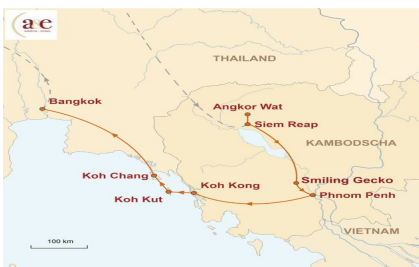 ae
THAILAND
Bangkok
Angkor Wat
Siem Reap
KAMBODSCHA
Koh Chang
Koh Kong
Smiling Gecko
Koh Kut
Phnom Penh
VIETNAM
100 km